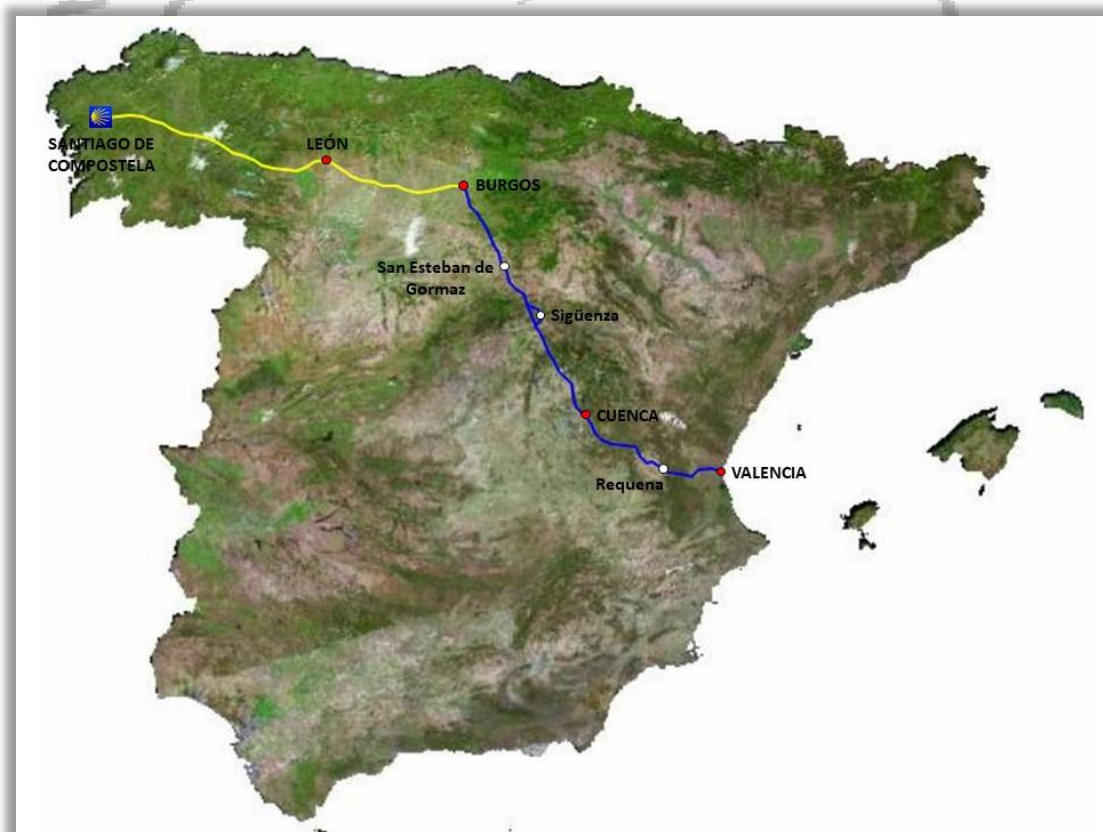 SANTIAGO DE
COMPOSTELA
LEÓN
BURGOS
San Esteban de
Gormaz
Sigüenza
CUENCA
Requena
VALENCIA